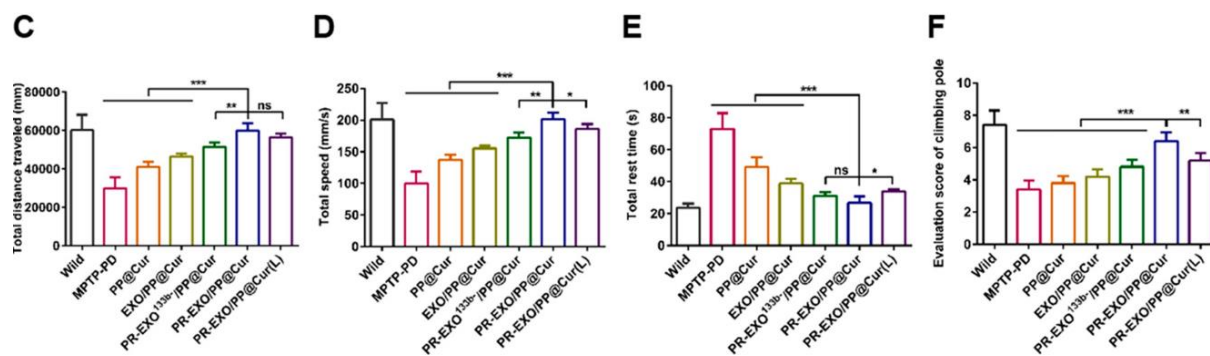 C
Total distance traveled (mm)
80000
60000
40000
20000
0
***
**
ns
Wild
MPTP-PD
PP@Cur
EXO/PP@Cur
PR-EXO133b-/PP@Cur
PR-EXO/PP@Cur
PR-EXO/PP@Cur(L)
D
Total speed (mm/s)
250
200
150
100
50
0
***
**
*
Wild
MPTP-PD
PP@Cur
EXO/PP@Cur
PR-EXO133b-/PP@Cur
PR-EXO/PP@Cur
PR-EXO/PP@Cur(L)
E
Total rest time (s)
100
80
60
40
20
0
***
ns
*
Wild
MPTP-PD
PP@Cur
EXO/PP@Cur
PR-EXO133b-/PP@Cur
PR-EXO/PP@Cur
PR-EXO/PP@Cur(L)
F
Evaluation score of climbing pole
10
8
6
4
2
0
***
**
Wild
MPTP-PD
PP@Cur
EXO/PP@Cur
PR-EXO133b-/PP@Cur
PR-EXO/PP@Cur
PR-EXO/PP@Cur(L)